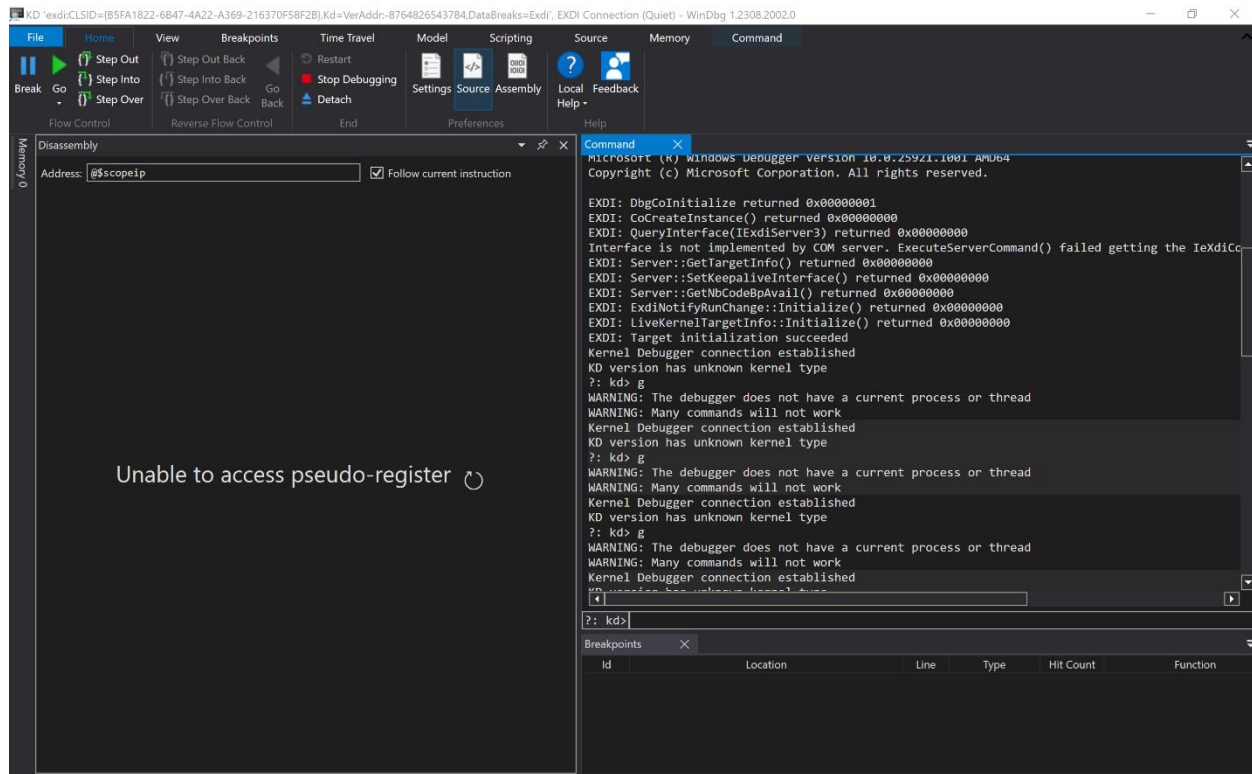 KD 'exdi:CLSID={B5FA1822-6B47-4A22-A369-216370F58F2B},Kd=VerAddr:-8764826543784,DataBreaks=Exdi', EXDI Connection (Quiet) - WinDbg 1.2308.2002.0
File Home View Breakpoints Time Travel Model Scripting Source Memory Command
Break
Go
Step Out
Step Into
Step Over
Flow Control
Step Out Back
Step Into Back
Step Over Back
Go Back
Reverse Flow Control
Restart
Stop Debugging
Detach
End
Settings Source Assembly
Preferences
Local Help
Feedback
Help
Memory 0
Disassembly
Address: @$scopeip
Follow current instruction
Unable to access pseudo-register
Command
Microsoft (R) Windows Debugger Version 10.0.25921.1001 AMD64
Copyright (c) Microsoft Corporation. All rights reserved.
EXDI: DbgCoInitialize returned 0x00000001
EXDI: CoCreateInstance() returned 0x00000000
EXDI: QueryInterface(IExdiServer3) returned 0x00000000
Interface is not implemented by COM server. ExecuteServerCommand() failed getting the IeXdiCo
EXDI: Server::GetTargetInfo() returned 0x00000000
EXDI: Server::SetKeepaliveInterface() returned 0x00000000
EXDI: Server::GetNbCodeBpAvail() returned 0x00000000
EXDI: ExdiNotifyRunChange::Initialize() returned 0x00000000
EXDI: LiveKernelTargetInfo::Initialize() returned 0x00000000
EXDI: Target initialization succeeded
Kernel Debugger connection established
KD version has unknown kernel type
?: kd> g
WARNING: The debugger does not have a current process or thread
WARNING: Many commands will not work
Kernel Debugger connection established
KD version has unknown kernel type
?: kd> g
WARNING: The debugger does not have a current process or thread
WARNING: Many commands will not work
Kernel Debugger connection established
KD version has unknown kernel type
?: kd> g
WARNING: The debugger does not have a current process or thread
WARNING: Many commands will not work
Kernel Debugger connection established
KD version has unknown kernel type
?: kd>
Breakpoints
Id Location Line Type Hit Count Function